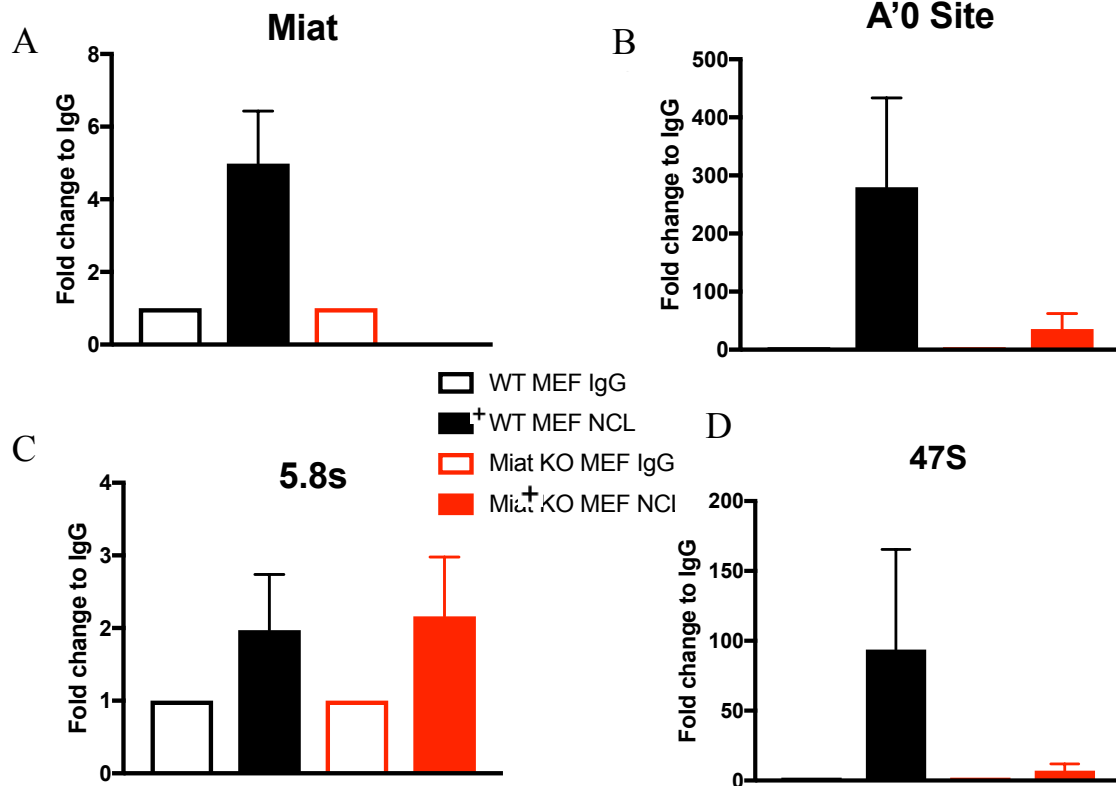 A
Miat
Fold change to IgG
8
6
4
2
0
B
A’0 Site
Fold change to IgG
500
400
300
200
100
0
WT MEF IgG
+ WT MEF NCL
Miat KO MEF IgG
Miat KO MEF NCL
+
C
5.8s
Fold change to IgG
4
3
2
1
0
D
47S
Fold change to IgG
200
150
100
50
0